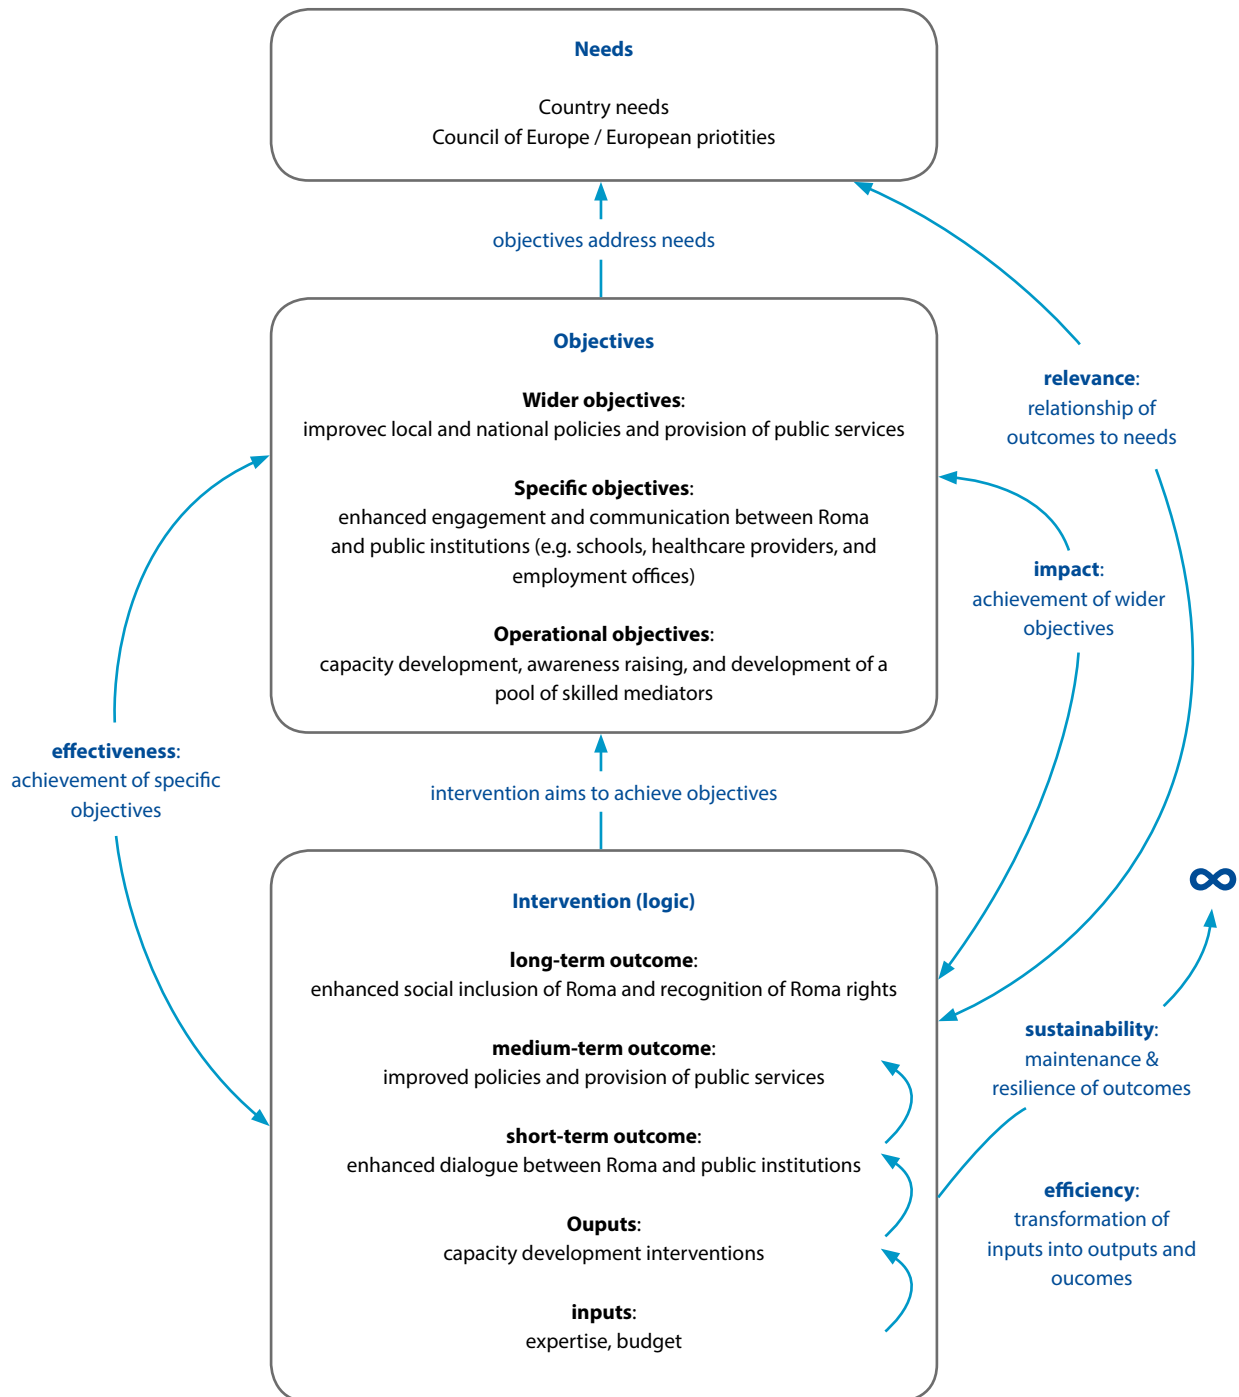 Needs
Country needs
Council of Europe / European priotities
objectives address needs
Objectives
Wider objectives:
improvec local and national policies and provision of public services
Specific objectives:
enhanced engagement and communication between Roma
and public institutions (e.g. schools, healthcare providers, and
employment offices)
Operational objectives:
capacity development, awareness raising, and development of a
pool of skilled mediators
relevance:
relationship of
outcomes to needs
impact:
achievement of wider
objectives
effectiveness:
achievement of specific
objectives
intervention aims to achieve objectives
Intervention (logic)
long-term outcome:
enhanced social inclusion of Roma and recognition of Roma rights
medium-term outcome:
improved policies and provision of public services
short-term outcome:
enhanced dialogue between Roma and public institutions
Ouputs:
capacity development interventions
inputs:
expertise, budget
∞
sustainability:
maintenance &
resilience of outcomes
efficiency:
transformation of
inputs into outputs and
oucomes